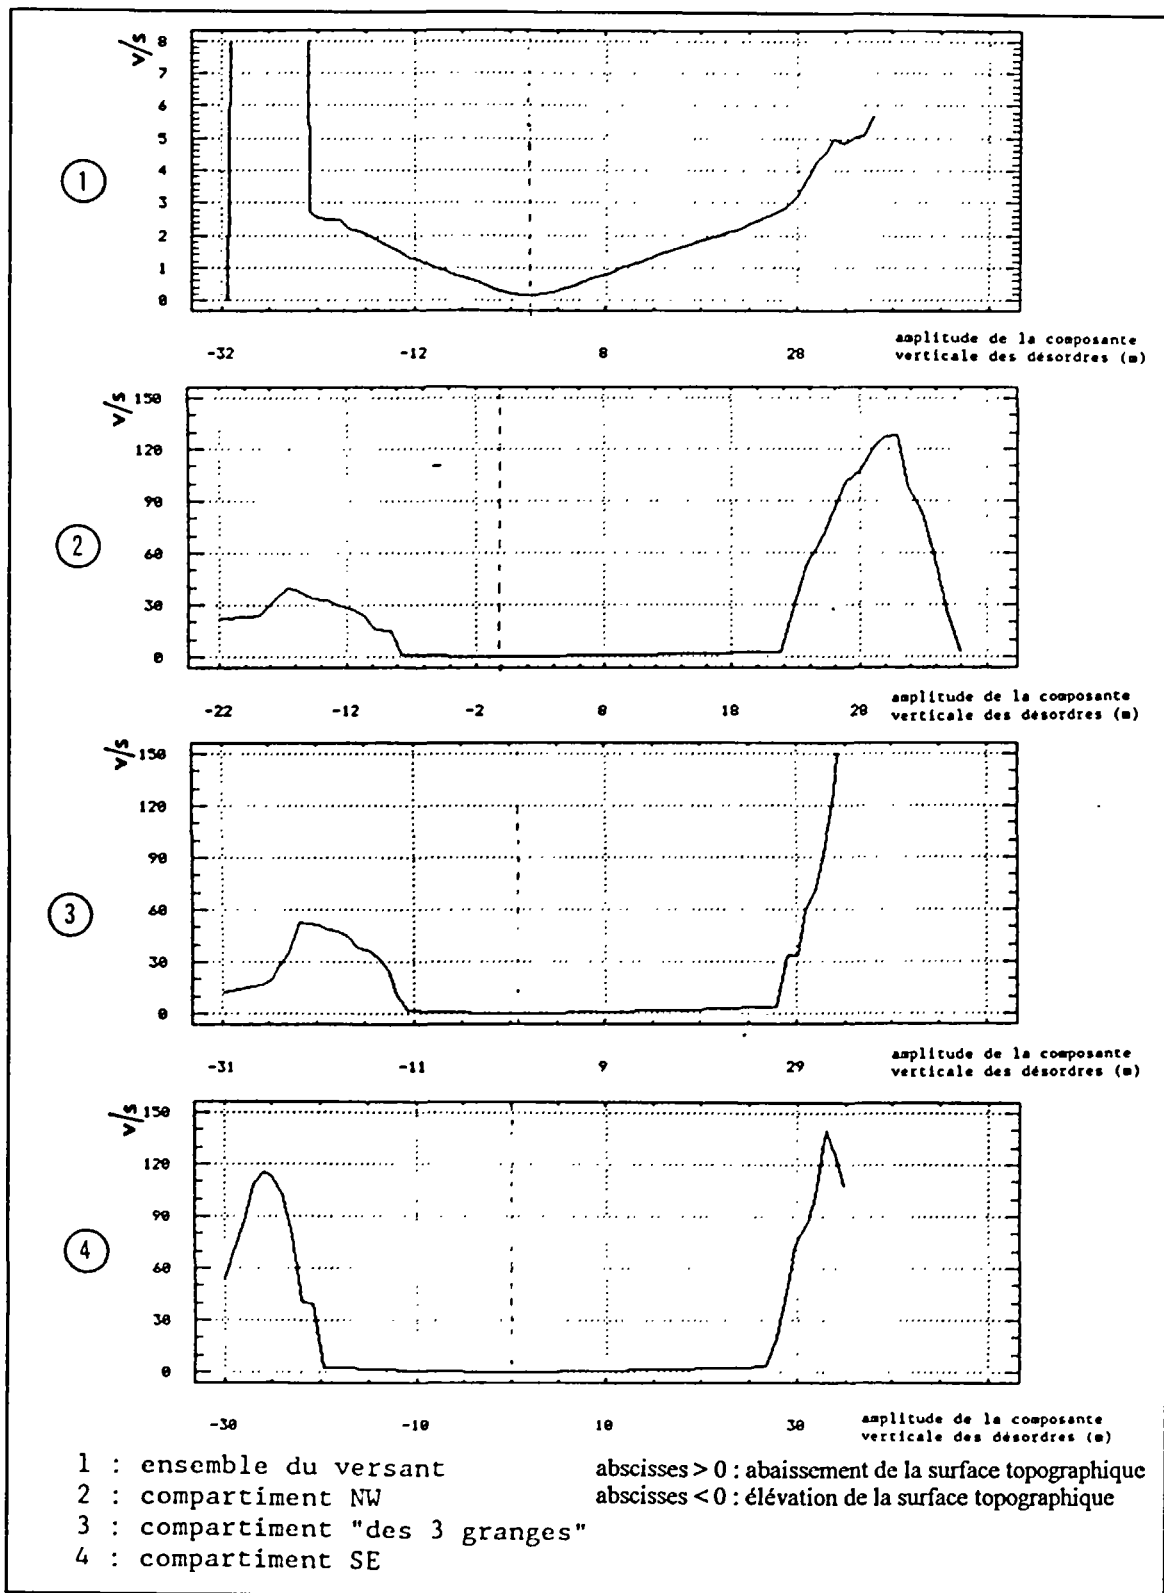 v/s
8
7
6
5
4
3
2
1
0
1
-32 -12 8 28
amplitude de la composante
verticale des désordres (m)
v/s
150
120
90
60
30
0
2
-22 -12 -2 8 18 28
amplitude de la composante
verticale des désordres (m)
v/s
150
120
90
60
30
0
3
-31 -11 9 29
amplitude de la composante
verticale des désordres (m)
v/s
150
120
90
60
30
0
4
-30 -10 10 30
amplitude de la composante
verticale des désordres (m)
1 : ensemble du versant
2 : compartiment NW
3 : compartiment "des 3 granges"
4 : compartiment SE
abscisses > 0 : abaissement de la surface topographique
abscisses < 0 : élévation de la surface topographique